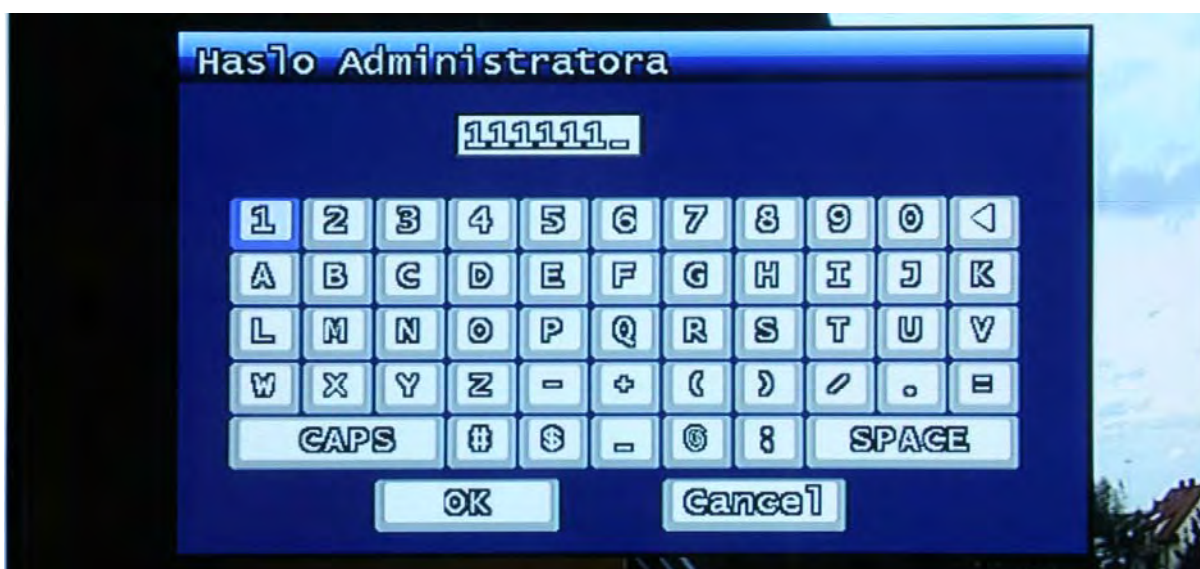 Haslo Administratora
111111_
1 2 3 4 5 6 7 8 9 0 ◁
A B C D E F G H I J K
L M N O P Q R S T U V
W X Y Z - + ( ) / . =
CAPS # $ _ @ ; SPACE
OK Cancel